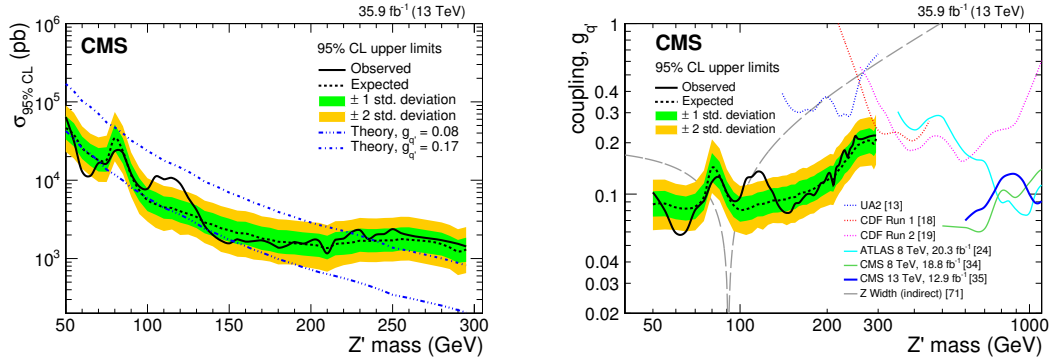 35.9 fb⁻¹ (13 TeV)
CMS
95% CL upper limits
Observed
Expected
± 1 std. deviation
± 2 std. deviation
Theory, g_q' = 0.08
Theory, g_q' = 0.17
σ_95% CL (pb)
10⁶
10⁵
10⁴
10³
50 100 150 200 250 300
Z' mass (GeV)
35.9 fb⁻¹ (13 TeV)
CMS
95% CL upper limits
Observed
Expected
± 1 std. deviation
± 2 std. deviation
coupling, g_q'
1
0.4
0.3
0.2
0.1
0.04
0.02
UA2 [13]
CDF Run 1 [18]
CDF Run 2 [19]
ATLAS 8 TeV, 20.3 fb⁻¹ [24]
CMS 8 TeV, 18.8 fb⁻¹ [34]
CMS 13 TeV, 12.9 fb⁻¹ [35]
Z Width (indirect) [71]
50 100 200 300 1000
Z' mass (GeV)